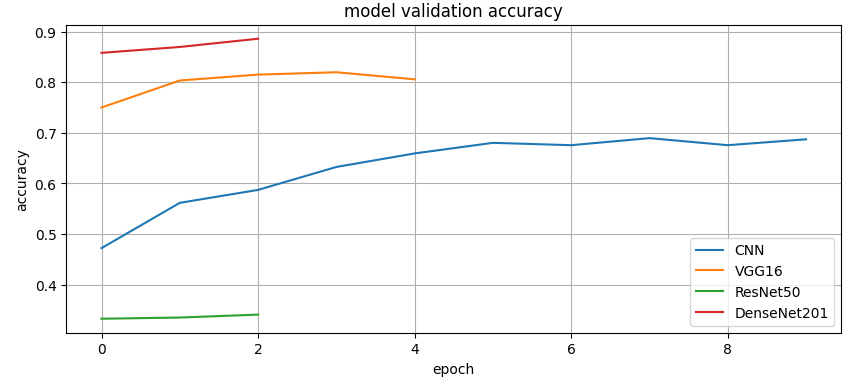 model validation accuracy
accuracy
0.9
0.8
0.7
0.6
0.5
0.4
0 2 4 6 8
epoch
CNN
VGG16
ResNet50
DenseNet201